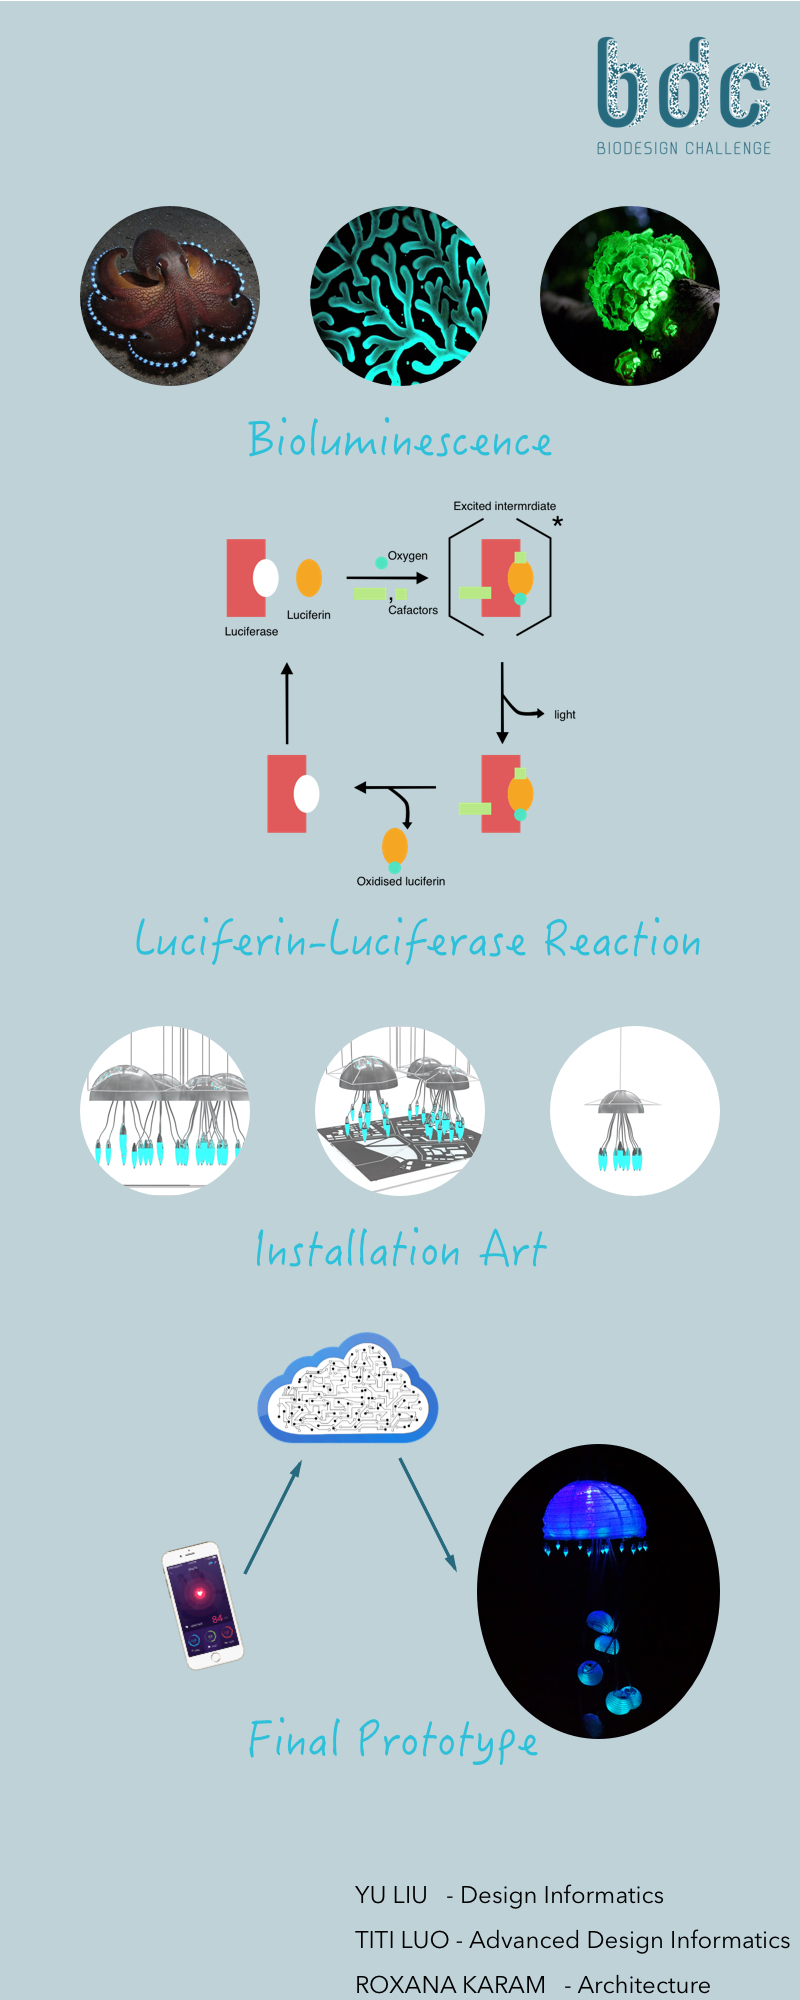 bdc
BIODESIGN CHALLENGE
Bioluminescence
Excited intermrdiate
*
Oxygen
,
Cafactors
Luciferin
Luciferase
light
Oxidised luciferin
Luciferin-Luciferase Reaction
Installation Art
84
Final Prototype
YU LIU - Design Informatics
TITI LUO - Advanced Design Informatics
ROXANA KARAM - Architecture